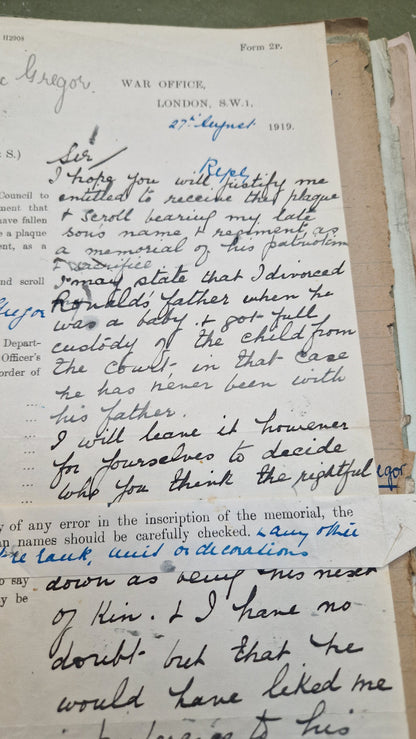 112908
Form 2P.
Gregor
WAR OFFICE,
LONDON, S.W.1,
27th August 1919.
S.)
Sir/
Reply
I hope you will justify me
entitled to receive the plaque
& scroll bearing my late
son's name & regiment as
a memorial of his patriotism
& sacrifice
I may state that I divorced
Ronald's father when he
was a baby & got full
custody of the child from
the court- in that case
he has never been with
his father.
I will leave it however
for yourselves to decide
who you think the rightful
Council to
ment that
have fallen
e a plaque
ent, as a
nd scroll
Gregor
Depart-
Officer's
order of
egor
y of any error in the inscription of the memorial, the
n names should be carefully checked. & any other
rank, unit or decorations
o say
y be
down as being his next
of Kin. & I have no
doubt- but that he
would have liked me
to his